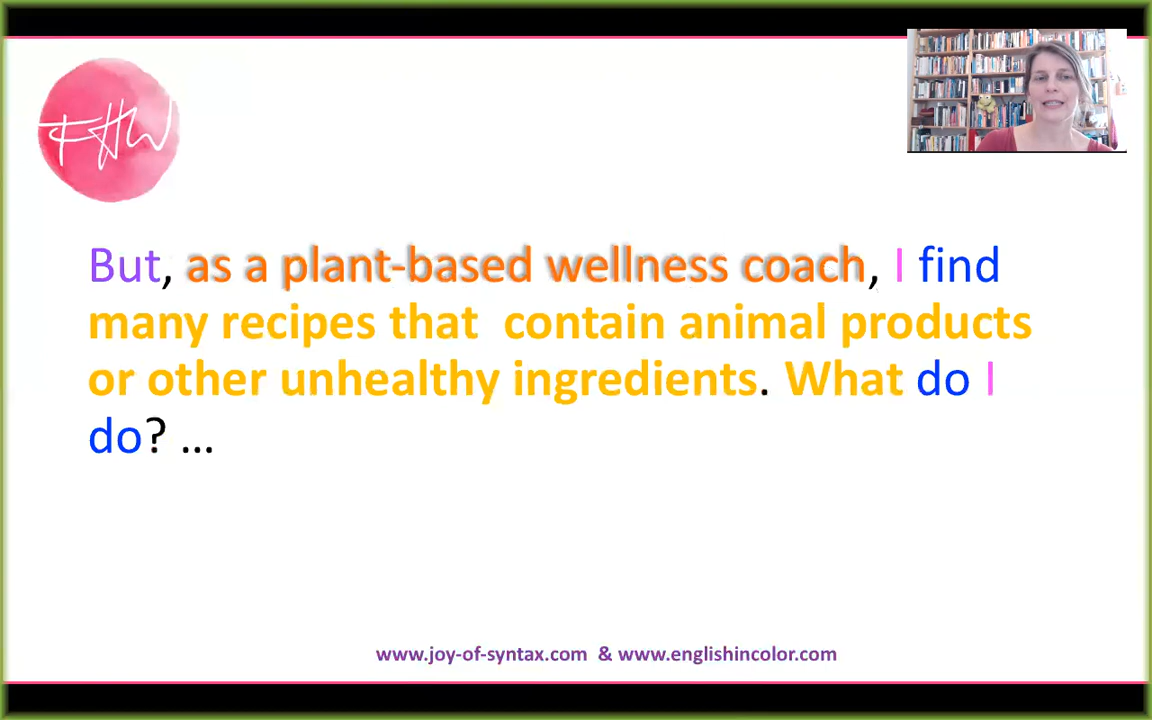 FHW
But, as a plant-based wellness coach, I find
many recipes that  contain animal products
or other unhealthy ingredients. What do I
do? ...
www.joy-of-syntax.com  & www.englishincolor.com